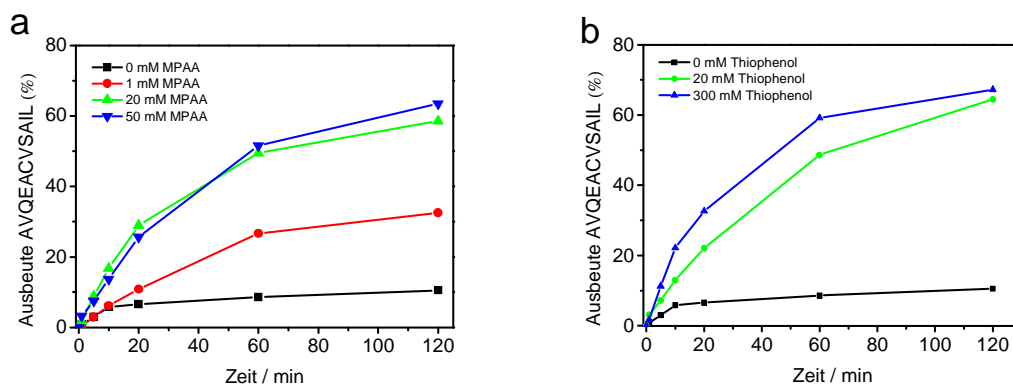 a
80
60
40
20
0
Ausbeute AVQEACVSAIL (%)
0 mM MPAA
1 mM MPAA
20 mM MPAA
50 mM MPAA
0 20 40 60 80 100 120
Zeit / min
b
80
60
40
20
0
Ausbeute AVQEACVSAIL (%)
0 mM Thiophenol
20 mM Thiophenol
300 mM Thiophenol
0 20 40 60 80 100 120
Zeit / min